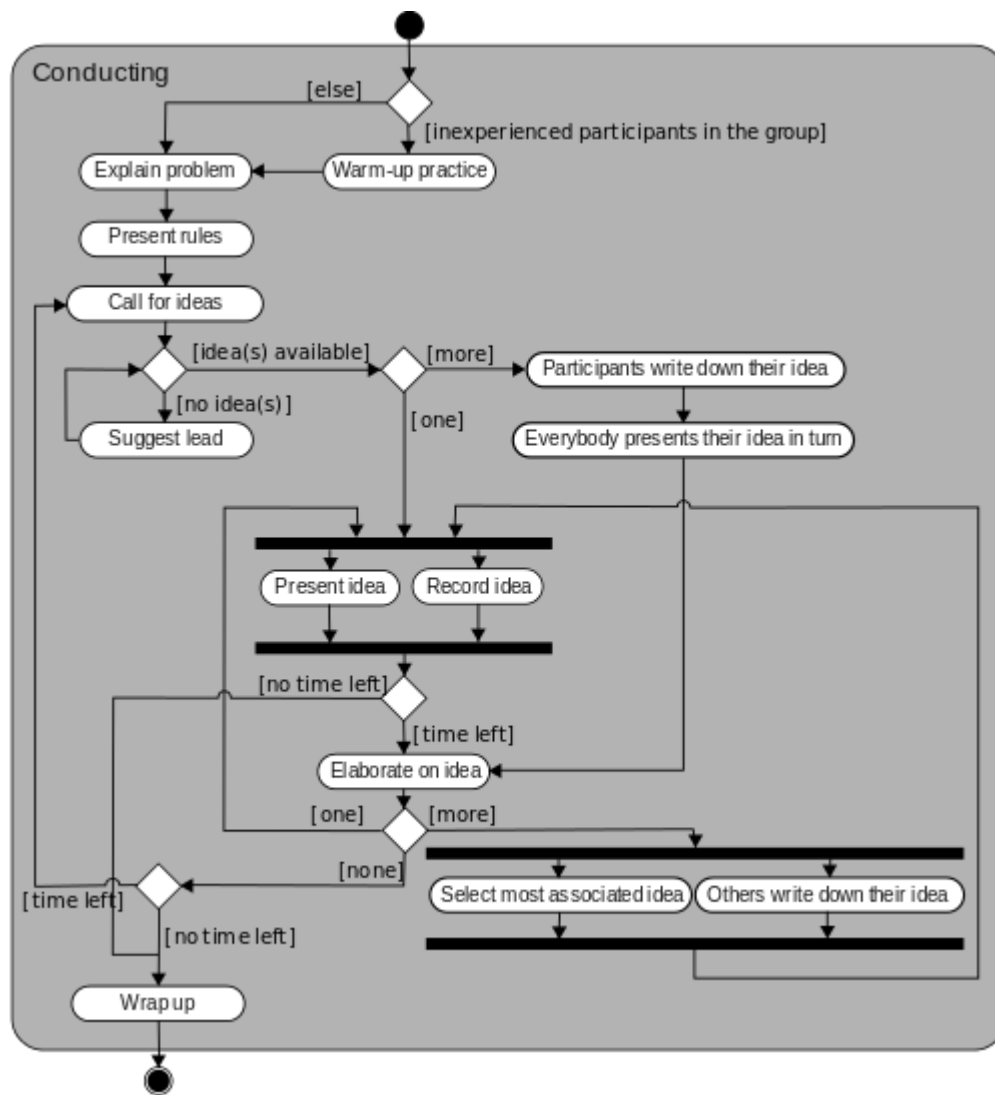 Conducting
[else]
[inexperienced participants in the group]
Explain problem
Warm-up practice
Present rules
Call for ideas
[idea(s) available]
[more]
Participants write down their idea
[no idea(s)]
[one]
Suggest lead
Everybody presents their idea in turn
Present idea
Record idea
[no time left]
[time left]
Elaborate on idea
[one]
[more]
[none]
[time left]
Select most associated idea
Others write down their idea
[no time left]
Wrap up